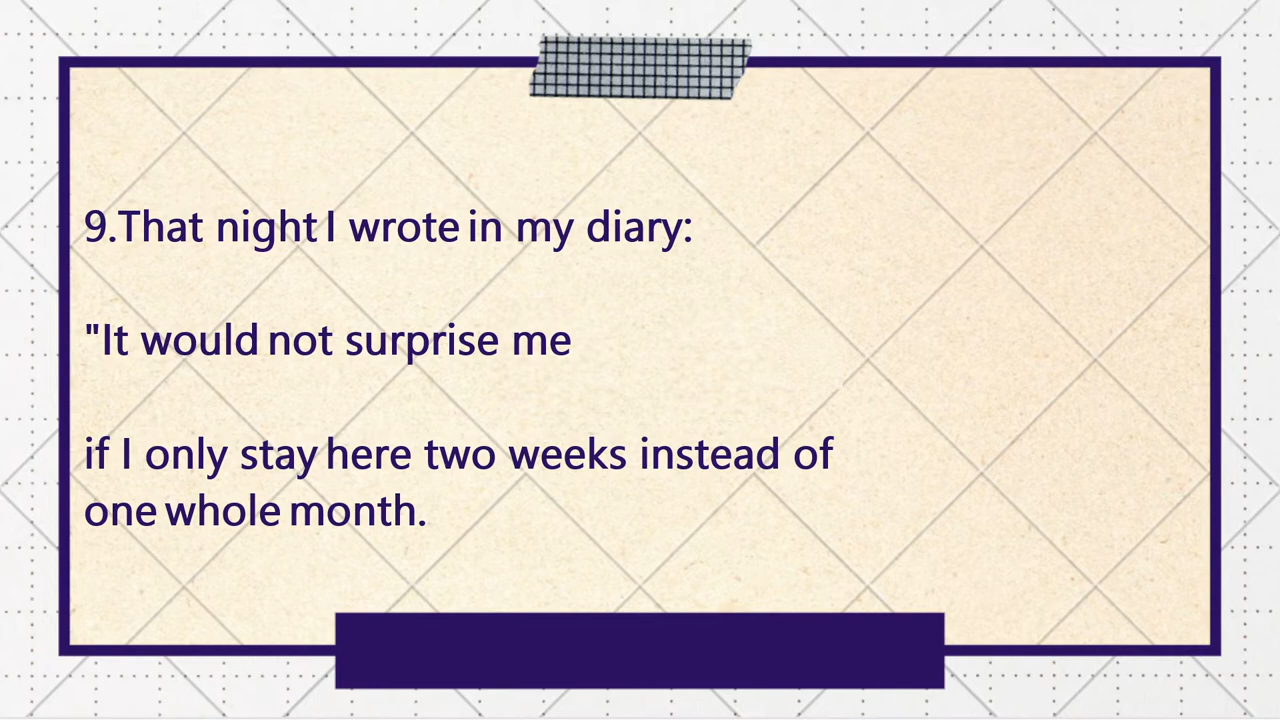 9.That night I wrote in my diary:
"It would not surprise me
if I only stay here two weeks instead of
one whole month.